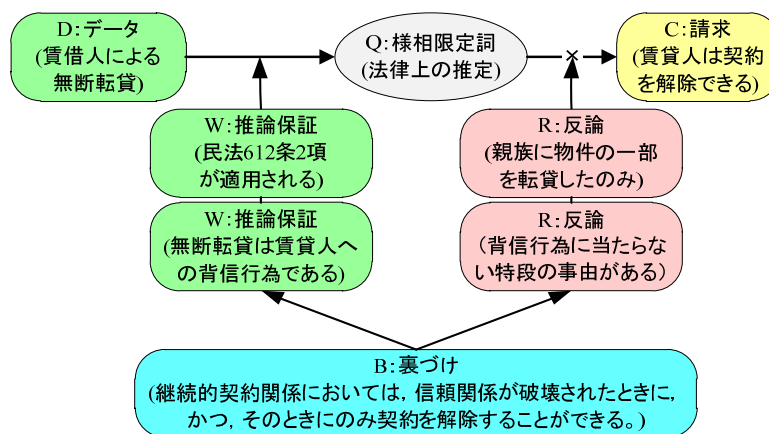 D：データ
(賃借人による
無断転貸)
Q：様相限定詞
(法律上の推定)
×
C：請求
(賃貸人は契約
を解除できる)
W：推論保証
(民法612条2項
が適用される)
R：反論
(親族に物件の一部
を転貸したのみ)
W：推論保証
(無断転貸は賃貸人へ
の背信行為である)
R：反論
（背信行為に当たらな
い特段の事由がある）
B：裏づけ
(継続的契約関係においては，信頼関係が破壊されたときに，
かつ，そのときにのみ契約を解除することができる。)